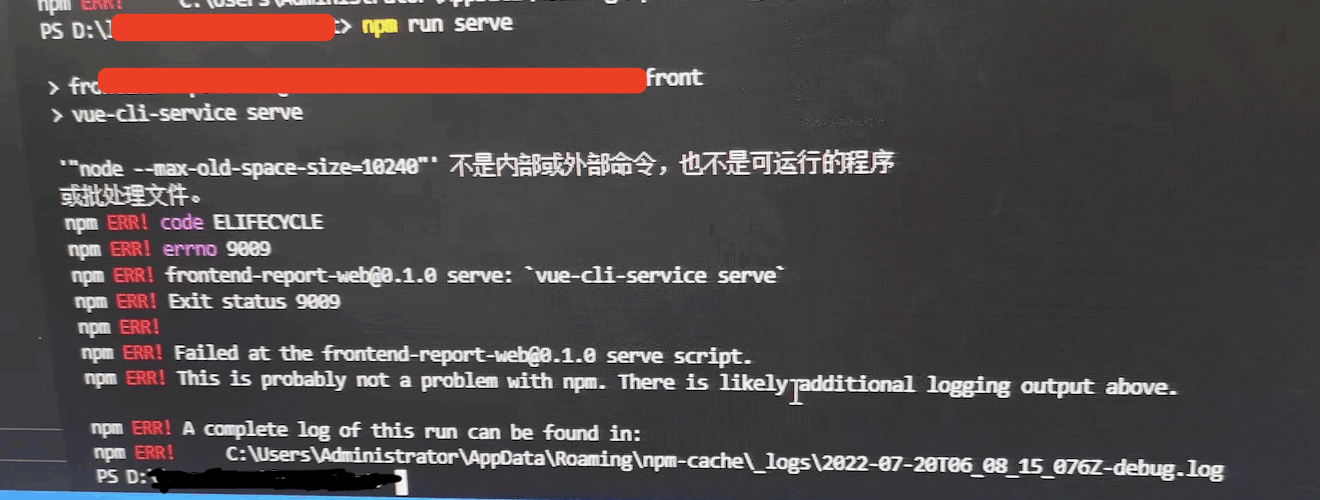 npm ERR! C:\Users\Administrator\AppData\Roaming\
PS D:\ > npm run serve
> fro front
> vue-cli-service serve
'"node --max-old-space-size=10240"' 不是内部或外部命令，也不是可运行的程序
或批处理文件。
npm ERR! code ELIFECYCLE
npm ERR! errno 9009
npm ERR! frontend-report-web@0.1.0 serve: `vue-cli-service serve`
npm ERR! Exit status 9009
npm ERR!
npm ERR! Failed at the frontend-report-web@0.1.0 serve script.
npm ERR! This is probably not a problem with npm. There is likely additional logging output above.
npm ERR! A complete log of this run can be found in:
npm ERR! C:\Users\Administrator\AppData\Roaming\npm-cache\_logs\2022-07-20T06_08_15_076Z-debug.log
PS D: